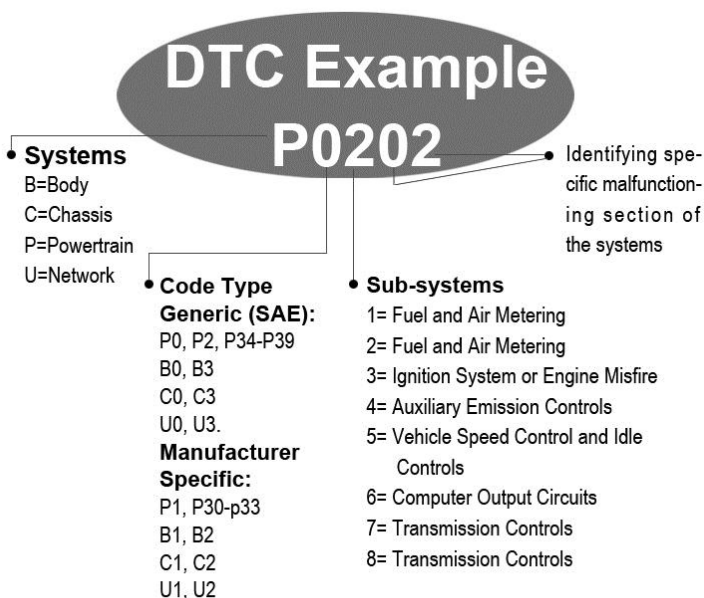 DTC Example
P0202
Systems
B=Body
C=Chassis
P=Powertrain
U=Network
Identifying spe-
cific malfunction-
ing section of
the systems
Code Type
Generic (SAE):
P0, P2, P34-P39
B0, B3
C0, C3
U0, U3.
Manufacturer
Specific:
P1, P30-p33
B1, B2
C1, C2
U1, U2
Sub-systems
1= Fuel and Air Metering
2= Fuel and Air Metering
3= Ignition System or Engine Misfire
4= Auxiliary Emission Controls
5= Vehicle Speed Control and Idle
Controls
6= Computer Output Circuits
7= Transmission Controls
8= Transmission Controls